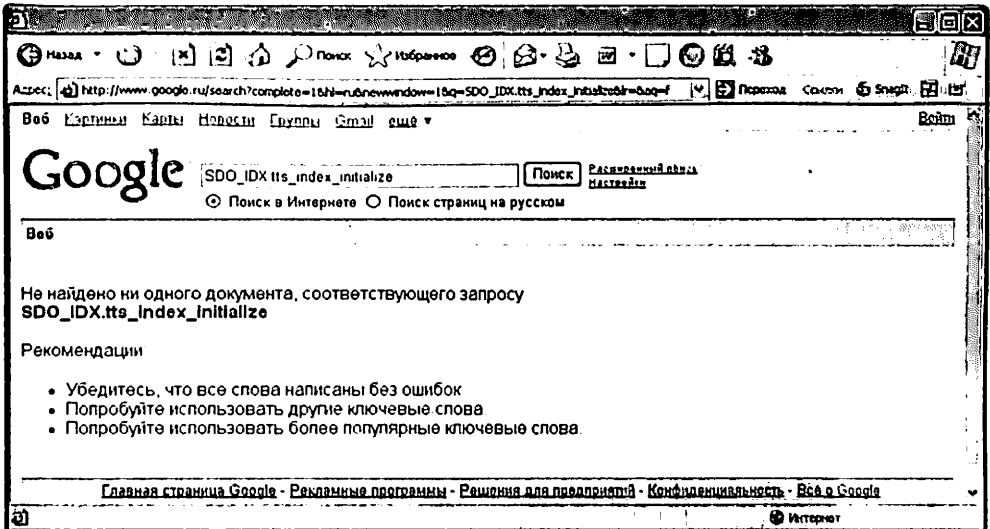 Назад Поиск Избранное
Адрес: http://www.google.ru/search?complete=1&hl=ru&newwindow=1&q=SDO_IDX.tts_index_initialize&lr=&aq=f Переход Ссылки SnagIt
Веб Картинки Карты Новости Группы Gmail ещё ▼ Войти
Google SDO_IDX.tts_index_initialize Поиск Расширенный поиск
Настройки
Поиск в Интернете Поиск страниц на русском
Веб
Не найдено ни одного документа, соответствующего запросу
SDO_IDX.tts_index_initialize
Рекомендации
• Убедитесь, что все слова написаны без ошибок
• Попробуйте использовать другие ключевые слова.
• Попробуйте использовать более популярные ключевые слова.
Главная страница Google - Рекламные программы - Решения для предприятий - Конфиденциальность - Всё о Google
Интернет